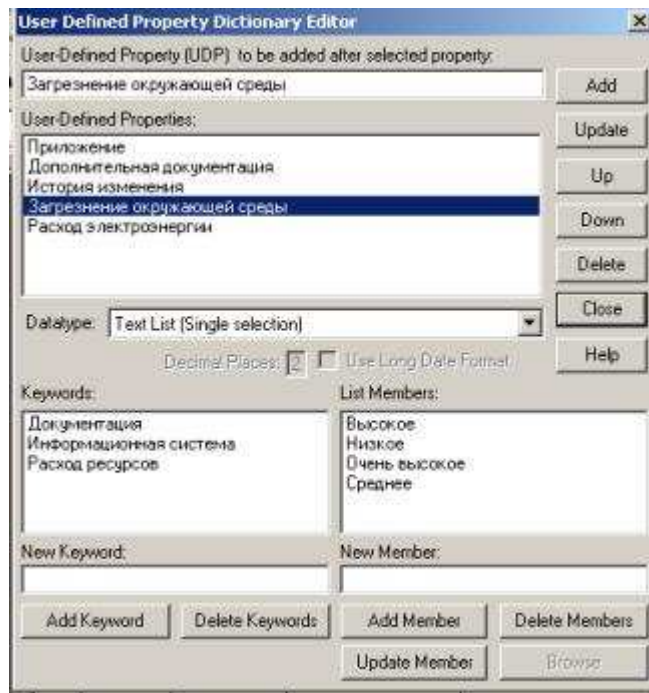 User Defined Property Dictionary Editor
User-Defined Property (UDP) to be added after selected property:
Загрезнение окружающей среды
Add
User-Defined Properties:
Update
Приложение
Дополнительная документация
История изменения
Загрезнение окружающей среды
Расход электроэнергии
Up
Down
Delete
Close
Datatype: Text List (Single selection)
Decimal Places: 2 Use Long Date Format
Help
Keywords:
Документация
Информационная система
Расход ресурсов
List Members:
Высокое
Низкое
Очень высокое
Среднее
New Keyword:
New Member:
Add Keyword
Delete Keywords
Add Member
Delete Members
Update Member
Browse